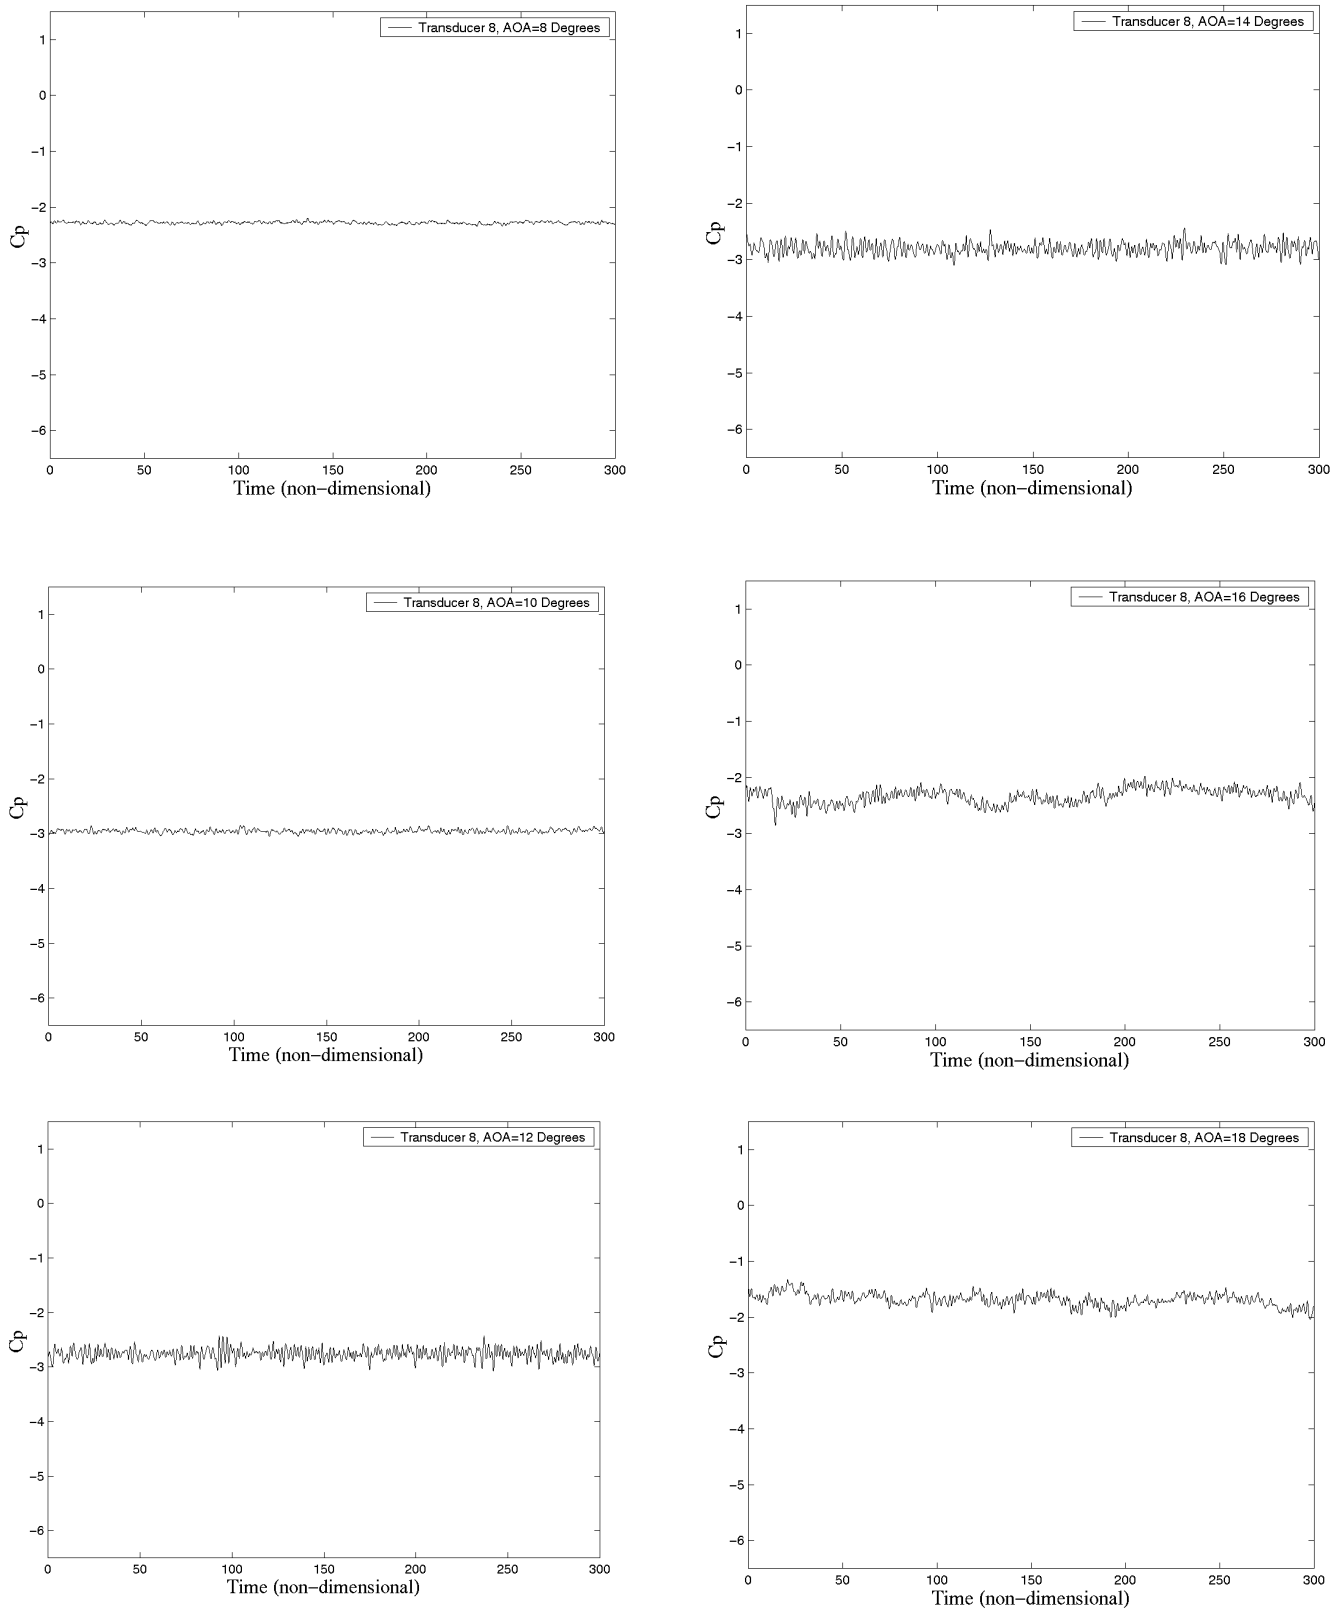 Transducer 8, AOA=8 Degrees
1
0
−1
−2
−3
−4
−5
−6
Cp
0 50 100 150 200 250 300
Time (non−dimensional)
Transducer 8, AOA=14 Degrees
1
0
−1
−2
−3
−4
−5
−6
Cp
0 50 100 150 200 250 300
Time (non−dimensional)
Transducer 8, AOA=10 Degrees
1
0
−1
−2
−3
−4
−5
−6
Cp
0 50 100 150 200 250 300
Time (non−dimensional)
Transducer 8, AOA=16 Degrees
1
0
−1
−2
−3
−4
−5
−6
Cp
0 50 100 150 200 250 300
Time (non−dimensional)
Transducer 8, AOA=12 Degrees
1
0
−1
−2
−3
−4
−5
−6
Cp
0 50 100 150 200 250 300
Time (non−dimensional)
Transducer 8, AOA=18 Degrees
1
0
−1
−2
−3
−4
−5
−6
Cp
0 50 100 150 200 250 300
Time (non−dimensional)